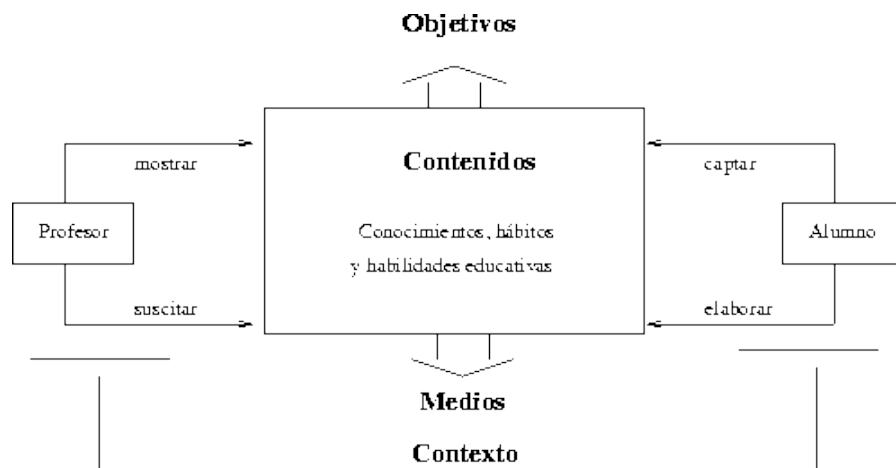 Objetivos
Contenidos
mostrar
captar
Profesor
Conocimientos, hábitos
y habilidades educativas
Alumno
suscitar
elaborar
Medios
Contexto